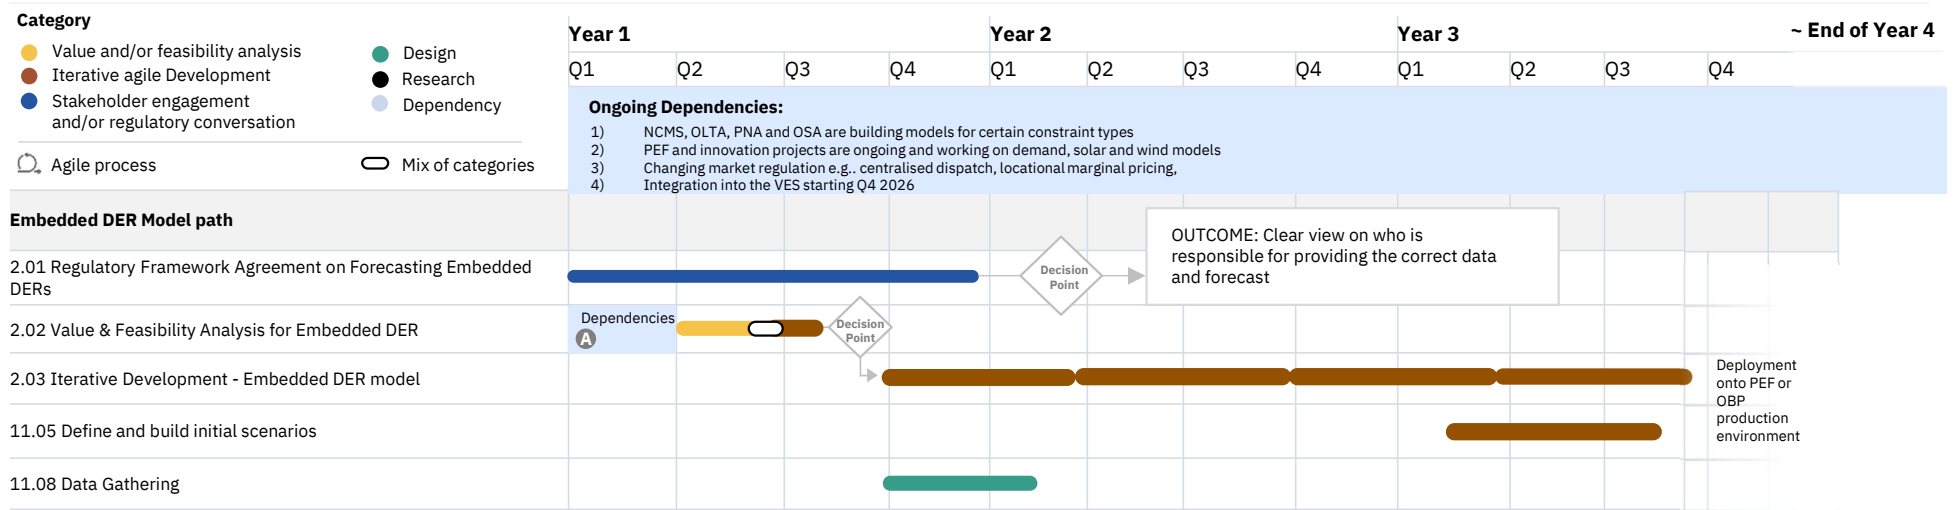 Category
Value and/or feasibility analysis
Iterative agile Development
Stakeholder engagement
and/or regulatory conversation
Design
Research
Dependency
Agile process
Mix of categories
Year 1
Year 2
Year 3
~ End of Year 4
Q1
Q2
Q3
Q4
Q1
Q2
Q3
Q4
Q1
Q2
Q3
Q4
Ongoing Dependencies:
1) NCMS, OLTA, PNA and OSA are building models for certain constraint types
2) PEF and innovation projects are ongoing and working on demand, solar and wind models
3) Changing market regulation e.g.. centralised dispatch, locational marginal pricing,
4) Integration into the VES starting Q4 2026
Embedded DER Model path
2.01 Regulatory Framework Agreement on Forecasting Embedded
DERs
Decision
Point
OUTCOME: Clear view on who is
responsible for providing the correct data
and forecast
2.02 Value & Feasibility Analysis for Embedded DER
Dependencies
A
Decision
Point
2.03 Iterative Development - Embedded DER model
Deployment
onto PEF or
OBP
production
environment
11.05 Define and build initial scenarios
11.08 Data Gathering